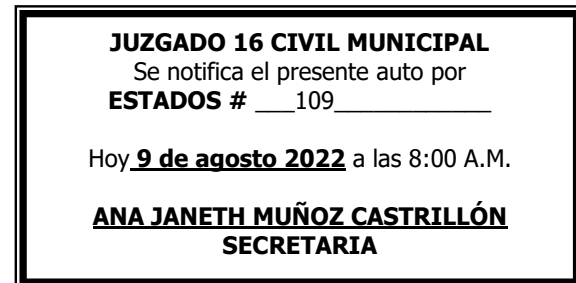 JUZGADO 16 CIVIL MUNICIPAL
Se notifica el presente auto por
ESTADOS # ___109____________
Hoy 9 de agosto 2022 a las 8:00 A.M.
ANA JANETH MUÑOZ CASTRILLÓN
SECRETARIA